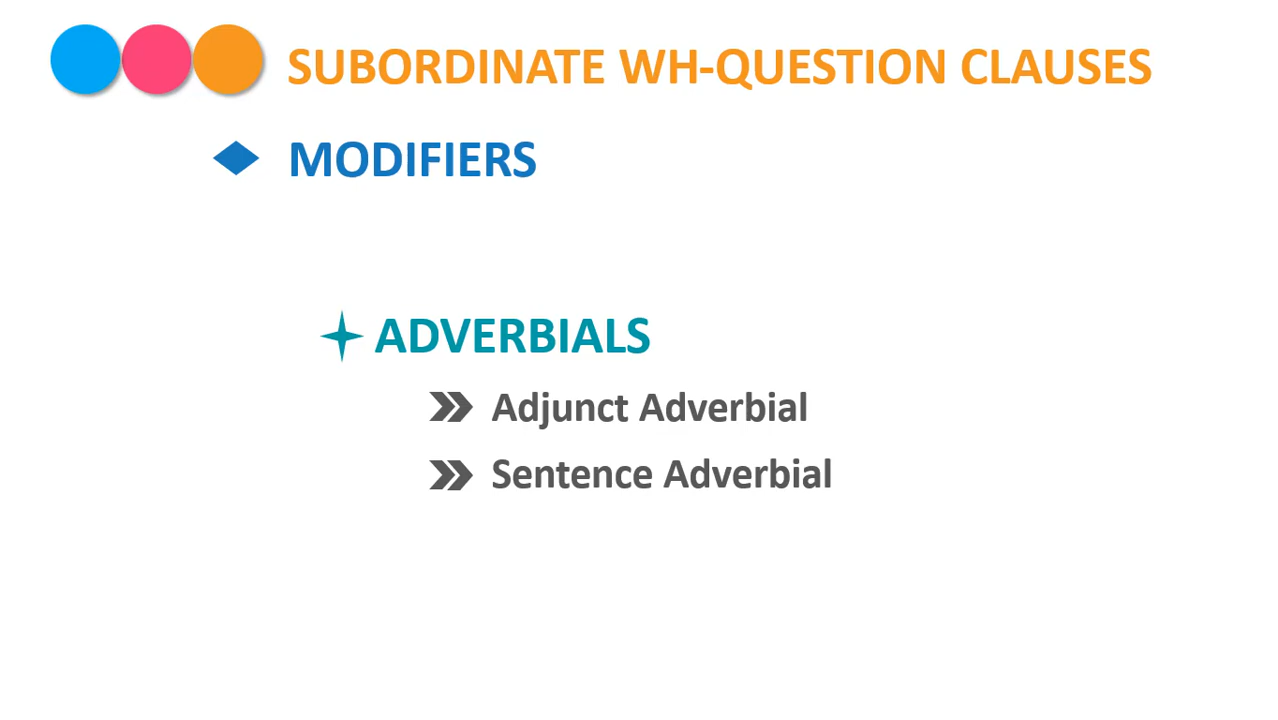 SUBORDINATE WH-QUESTION CLAUSES
MODIFIERS
ADVERBIALS
Adjunct Adverbial
Sentence Adverbial